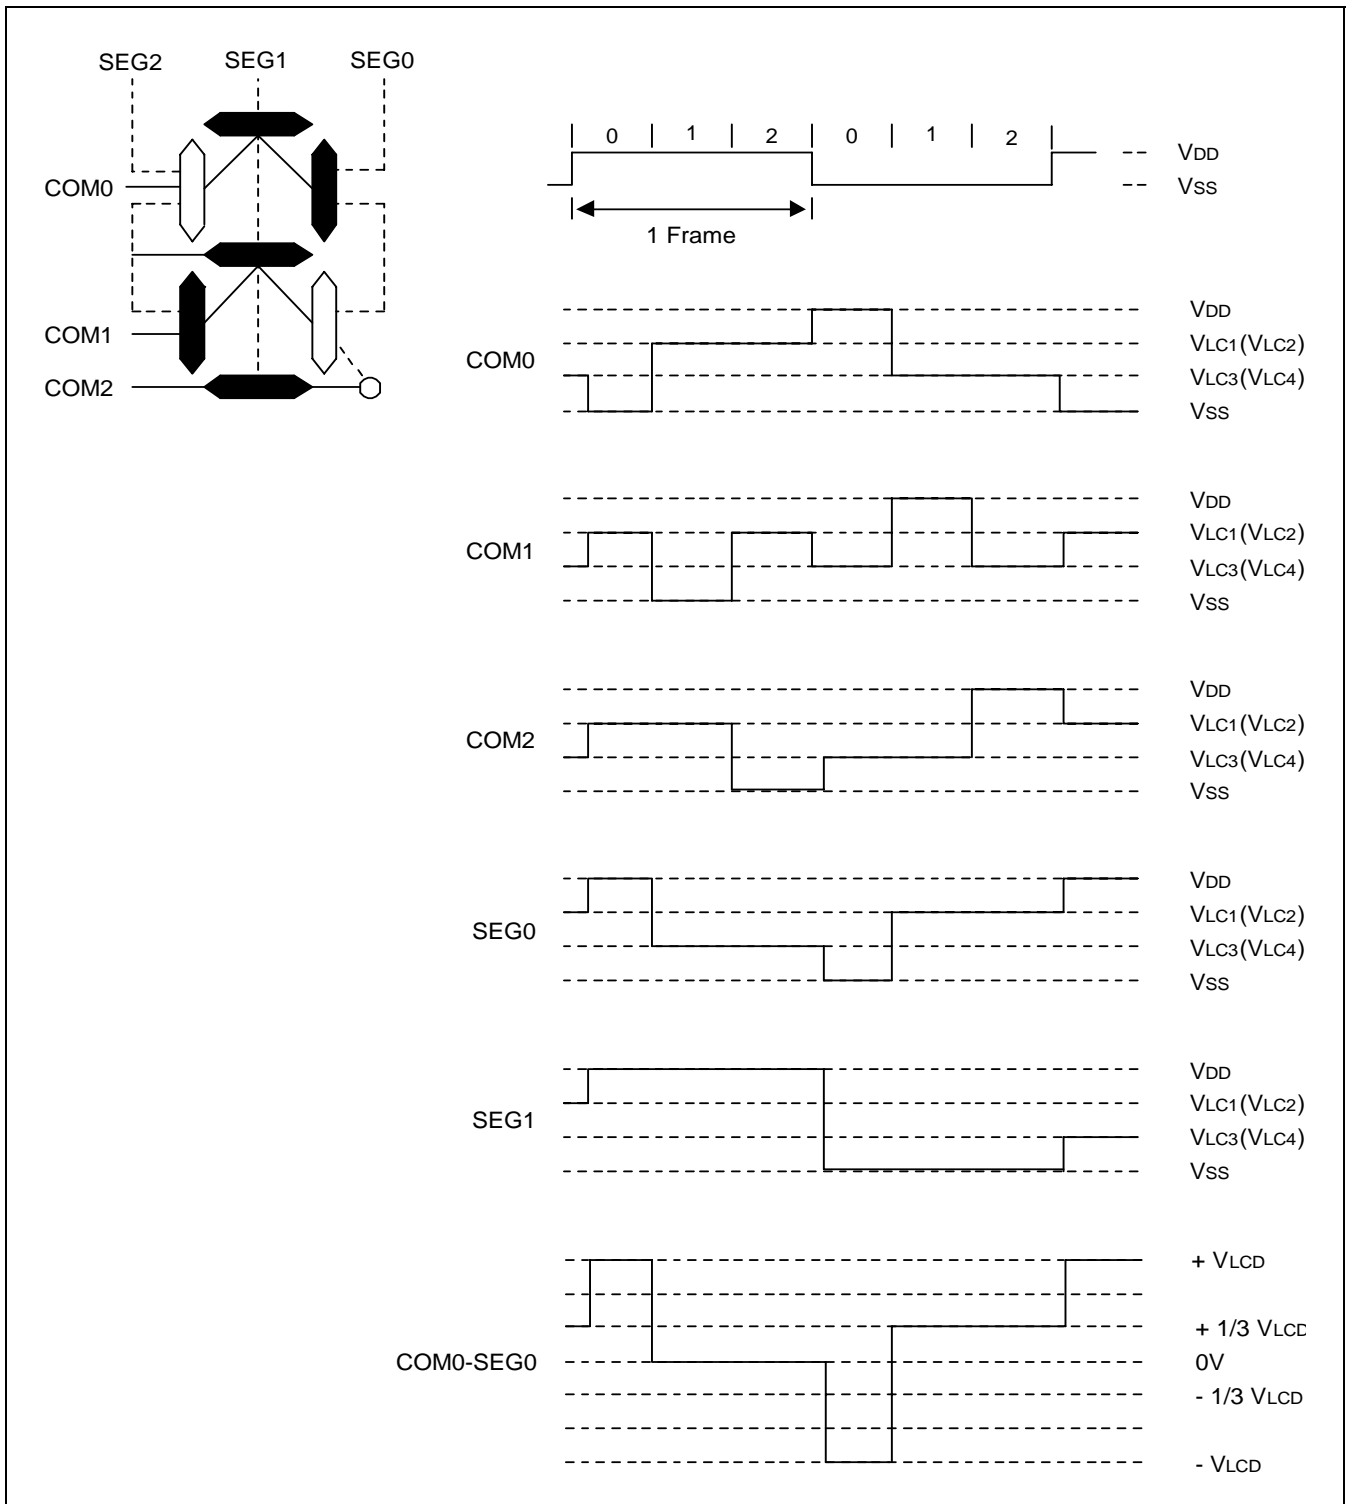 SEG2 SEG1 SEG0
COM0
COM1
COM2
0 1 2 0 1 2
VDD
VSS
1 Frame
COM0
VDD
VLC1(VLC2)
VLC3(VLC4)
VSS
COM1
VDD
VLC1(VLC2)
VLC3(VLC4)
VSS
COM2
VDD
VLC1(VLC2)
VLC3(VLC4)
VSS
SEG0
VDD
VLC1(VLC2)
VLC3(VLC4)
VSS
SEG1
VDD
VLC1(VLC2)
VLC3(VLC4)
VSS
COM0-SEG0
+ VLCD
+ 1/3 VLCD
0V
- 1/3 VLCD
- VLCD